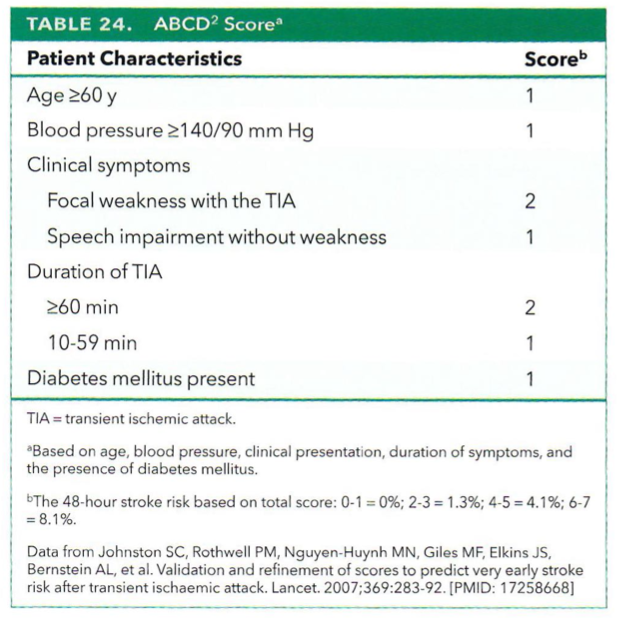 TABLE 24. ABCD² Scoreª
Patient Characteristics Scoreᵇ
Age ≥60 y 1
Blood pressure ≥140/90 mm Hg 1
Clinical symptoms
Focal weakness with the TIA 2
Speech impairment without weakness 1
Duration of TIA
≥60 min 2
10-59 min 1
Diabetes mellitus present 1
TIA = transient ischemic attack.
ªBased on age, blood pressure, clinical presentation, duration of symptoms, and
the presence of diabetes mellitus.
ᵇThe 48-hour stroke risk based on total score: 0-1 = 0%; 2-3 = 1.3%; 4-5 = 4.1%; 6-7
= 8.1%.
Data from Johnston SC, Rothwell PM, Nguyen-Huynh MN, Giles MF, Elkins JS,
Bernstein AL, et al. Validation and refinement of scores to predict very early stroke
risk after transient ischaemic attack. Lancet. 2007;369:283-92. [PMID: 17258668]